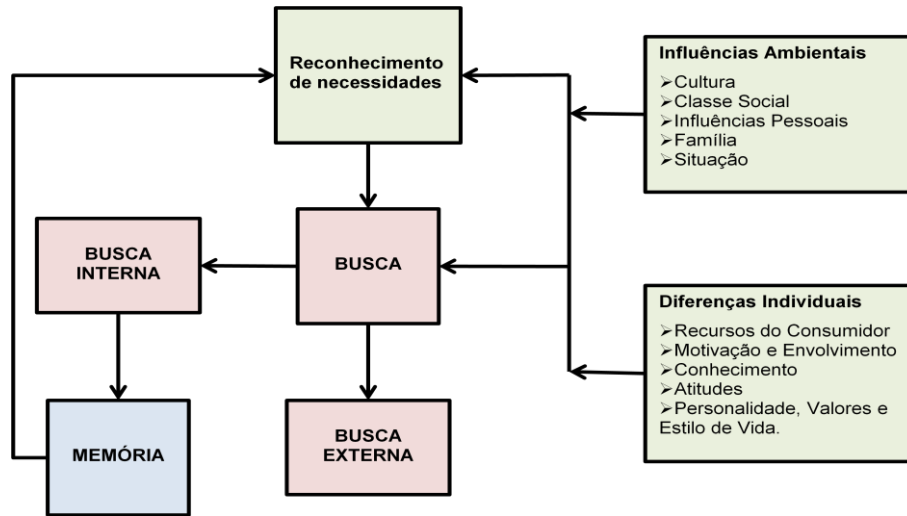 Reconhecimento
de necessidades
Influências Ambientais
➢Cultura
➢Classe Social
➢Influências Pessoais
➢Família
➢Situação
BUSCA
INTERNA
BUSCA
Diferenças Individuais
➢Recursos do Consumidor
➢Motivação e Envolvimento
➢Conhecimento
➢Atitudes
➢Personalidade, Valores e
Estilo de Vida.
MEMÓRIA
BUSCA
EXTERNA